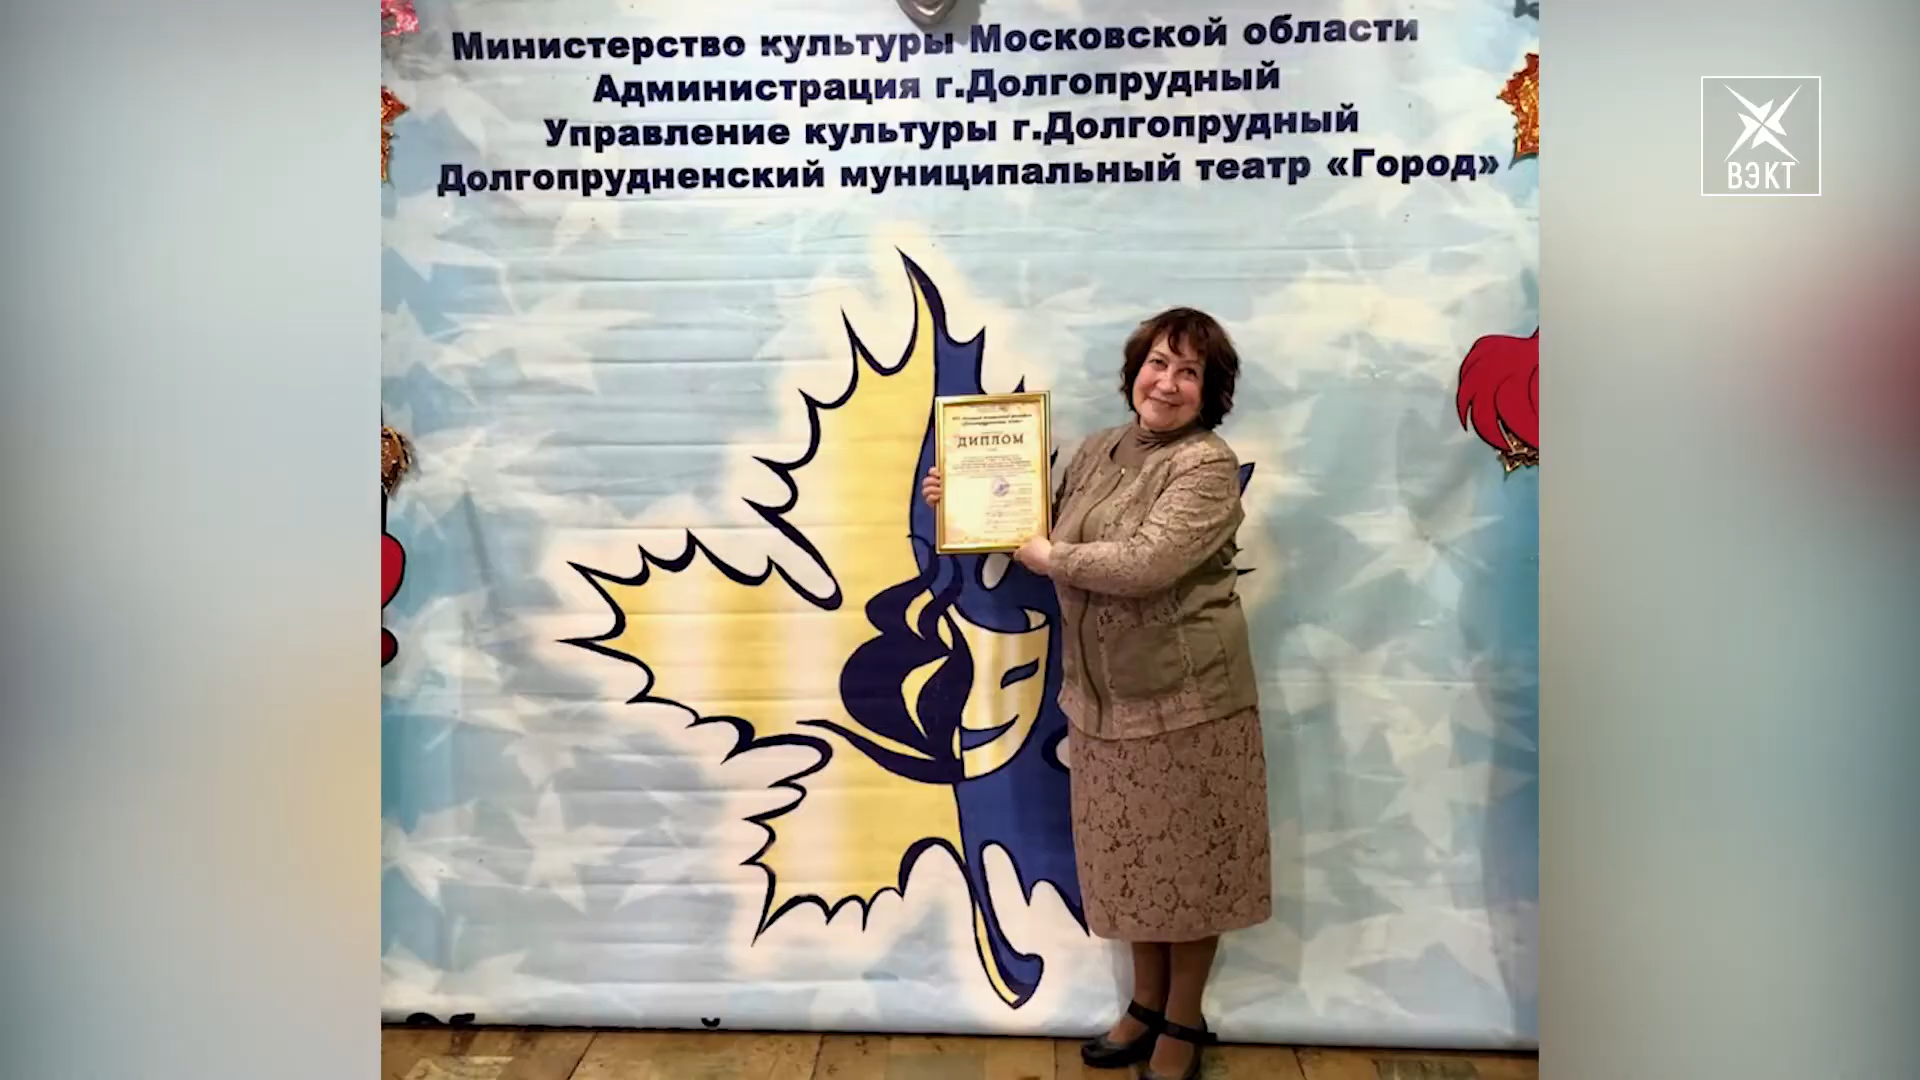 Министерство культуры Московской области
Администрация г.Долгопрудный
Управление культуры г.Долгопрудный
Долгопрудненский муниципальный театр «Город»
ВЭКТ
ДИПЛОМ